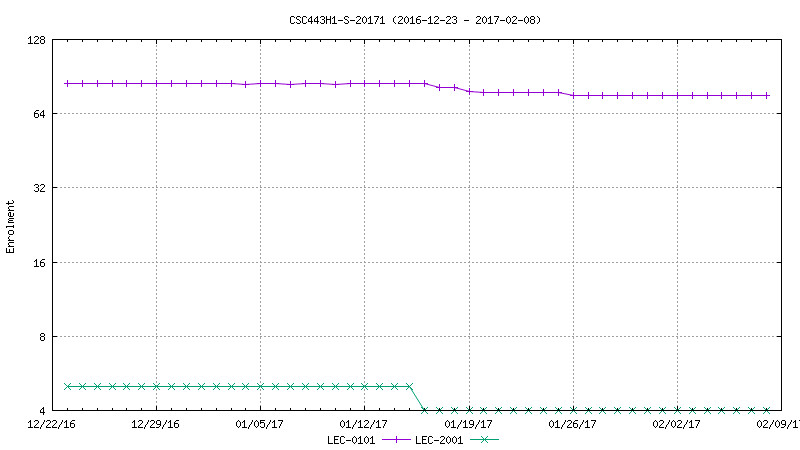 CSC443H1-S-20171 (2016-12-23 - 2017-02-08)
128
64
32
16
8
4
Enrolment
12/22/16 12/29/16 01/05/17 01/12/17 01/19/17 01/26/17 02/02/17 02/09/17
LEC-0101 LEC-2001